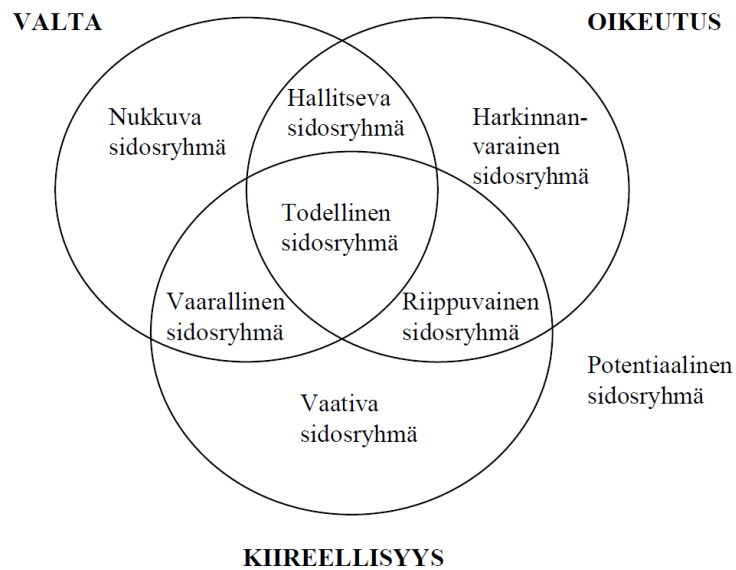 VALTA
OIKEUTUS
Nukkuva
sidosryhmä
Hallitseva
sidosryhmä
Harkinnan-
varainen
sidosryhmä
Todellinen
sidosryhmä
Vaarallinen
sidosryhmä
Riippuvainen
sidosryhmä
Potentiaalinen
sidosryhmä
Vaativa
sidosryhmä
KIIREELLISYYS